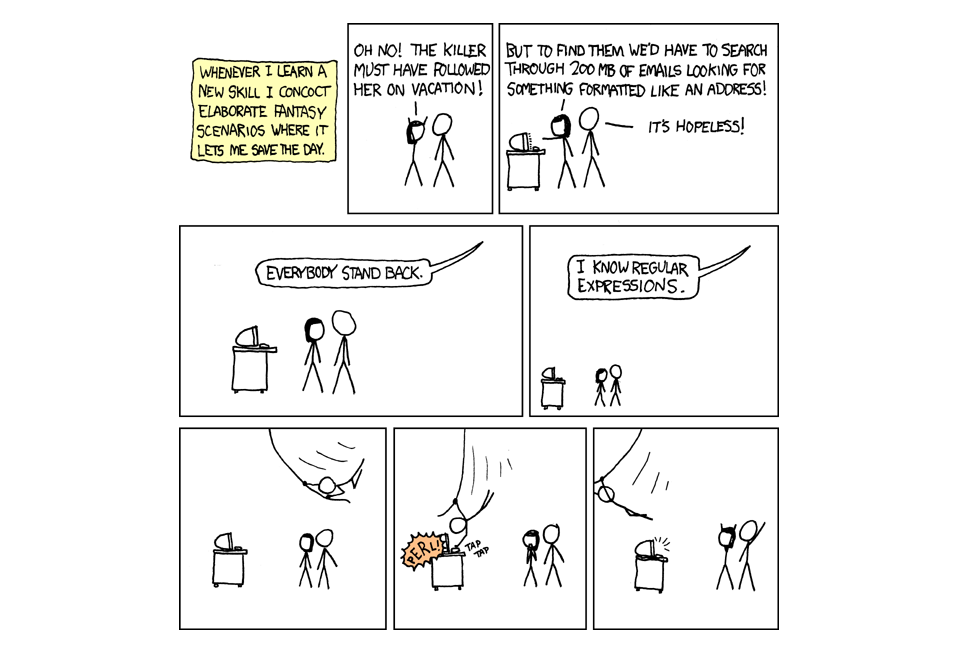 WHENEVER I LEARN A
NEW SKILL I CONCOCT
ELABORATE FANTASY
SCENARIOS WHERE IT
LETS ME SAVE THE DAY.
OH NO! THE KILLER
MUST HAVE FOLLOWED
HER ON VACATION!
BUT TO FIND THEM WE'D HAVE TO SEARCH
THROUGH 200 MB OF EMAILS LOOKING FOR
SOMETHING FORMATTED LIKE AN ADDRESS!
IT'S HOPELESS!
EVERYBODY STAND BACK.
I KNOW REGULAR
EXPRESSIONS.
PERL!
TAP
TAP